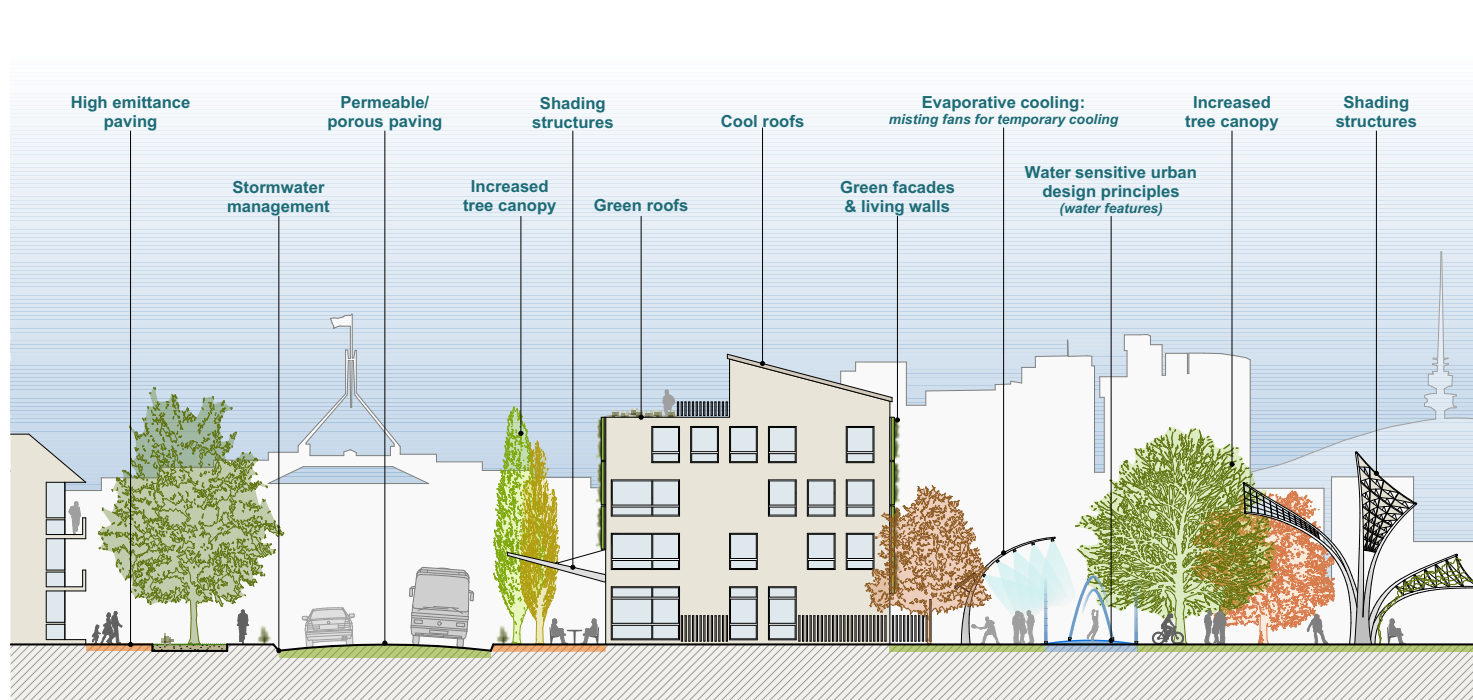 High emittance
paving
Permeable/
porous paving
Shading
structures
Cool roofs
Evaporative cooling:
misting fans for temporary cooling
Increased
tree canopy
Shading
structures
Stormwater
management
Increased
tree canopy
Green roofs
Green facades
& living walls
Water sensitive urban
design principles
(water features)